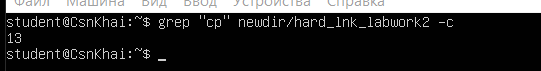 Файл Машина Вид Ввод Устройства Справка
student@CsnKhai:~$ grep "cp" newdir/hard_lnk_labwork2 -c
13
student@CsnKhai:~$ _